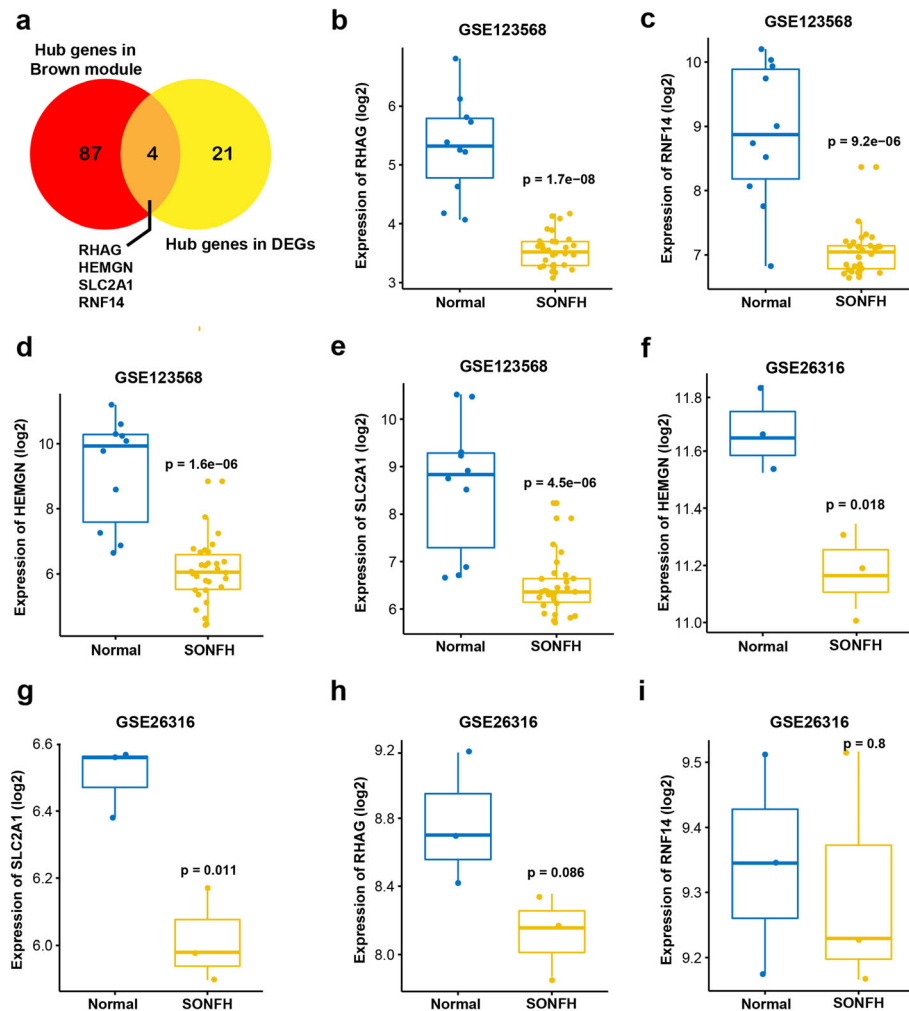 a
Hub genes in
Brown module
87
4
21
RHAG
HEMGN
SLC2A1
RNF14
Hub genes in DEGs
b
GSE123568
Expression of RHAG (log2)
6
5
4
3
p = 1.7e−08
Normal
SONFH
c
GSE123568
Expression of RNF14 (log2)
10
9
8
7
p = 9.2e−06
Normal
SONFH
d
GSE123568
Expression of HEMGN (log2)
10
8
6
p = 1.6e−06
Normal
SONFH
e
GSE123568
Expression of SLC2A1 (log2)
10
9
8
7
6
p = 4.5e−06
Normal
SONFH
f
GSE26316
Expression of HEMGN (log2)
11.8
11.6
11.4
11.2
11.0
p = 0.018
Normal
SONFH
g
GSE26316
Expression of SLC2A1 (log2)
6.6
6.4
6.2
6.0
p = 0.011
Normal
SONFH
h
GSE26316
Expression of RHAG (log2)
9.2
8.8
8.4
8.0
p = 0.086
Normal
SONFH
i
GSE26316
Expression of RNF14 (log2)
9.5
9.4
9.3
9.2
p = 0.8
Normal
SONFH